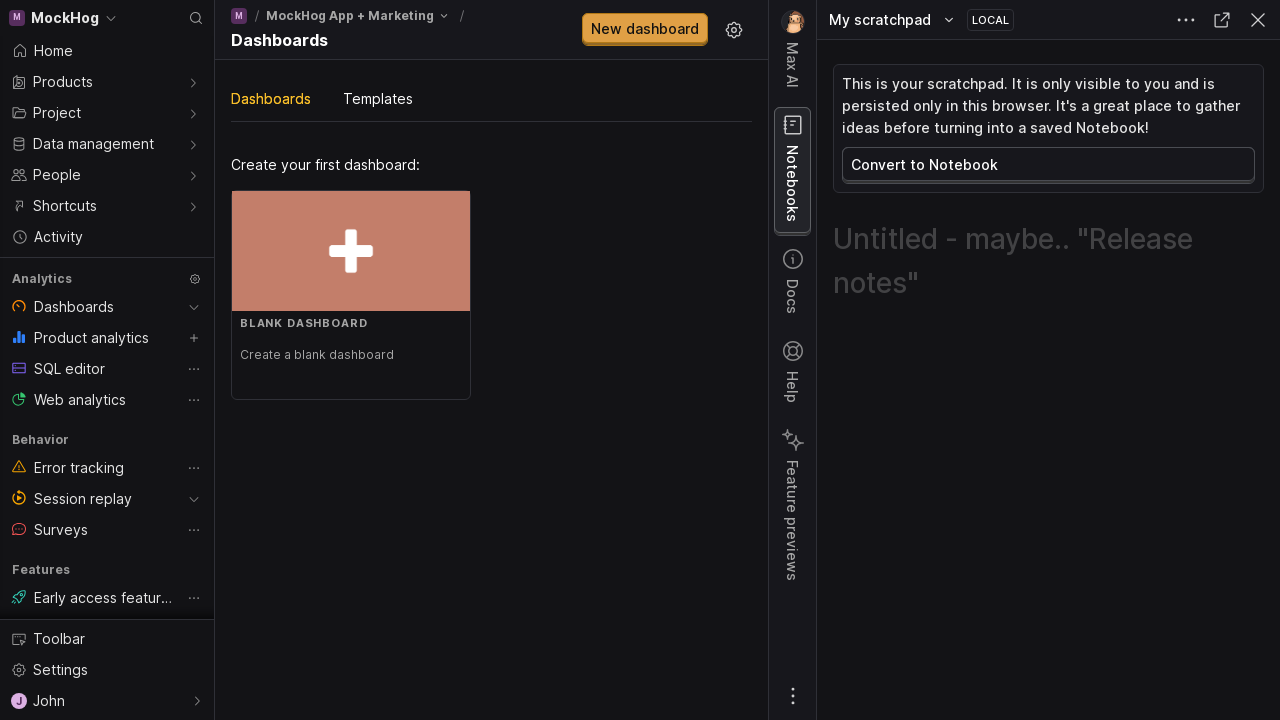 M MockHog
Home
Products
Project
Data management
People
Shortcuts
Activity
Analytics
Dashboards
Product analytics
SQL editor
Web analytics
Behavior
Error tracking
Session replay
Surveys
Features
Early access featur...
Toolbar
Settings
J John
M / MockHog App + Marketing /
Dashboards
New dashboard
Dashboards Templates
Create your first dashboard:
BLANK DASHBOARD
Create a blank dashboard
Max AI
Notebooks
Docs
Help
Feature previews
My scratchpad LOCAL
This is your scratchpad. It is only visible to you and is
persisted only in this browser. It's a great place to gather
ideas before turning into a saved Notebook!
Convert to Notebook
Untitled - maybe.. "Release
notes"